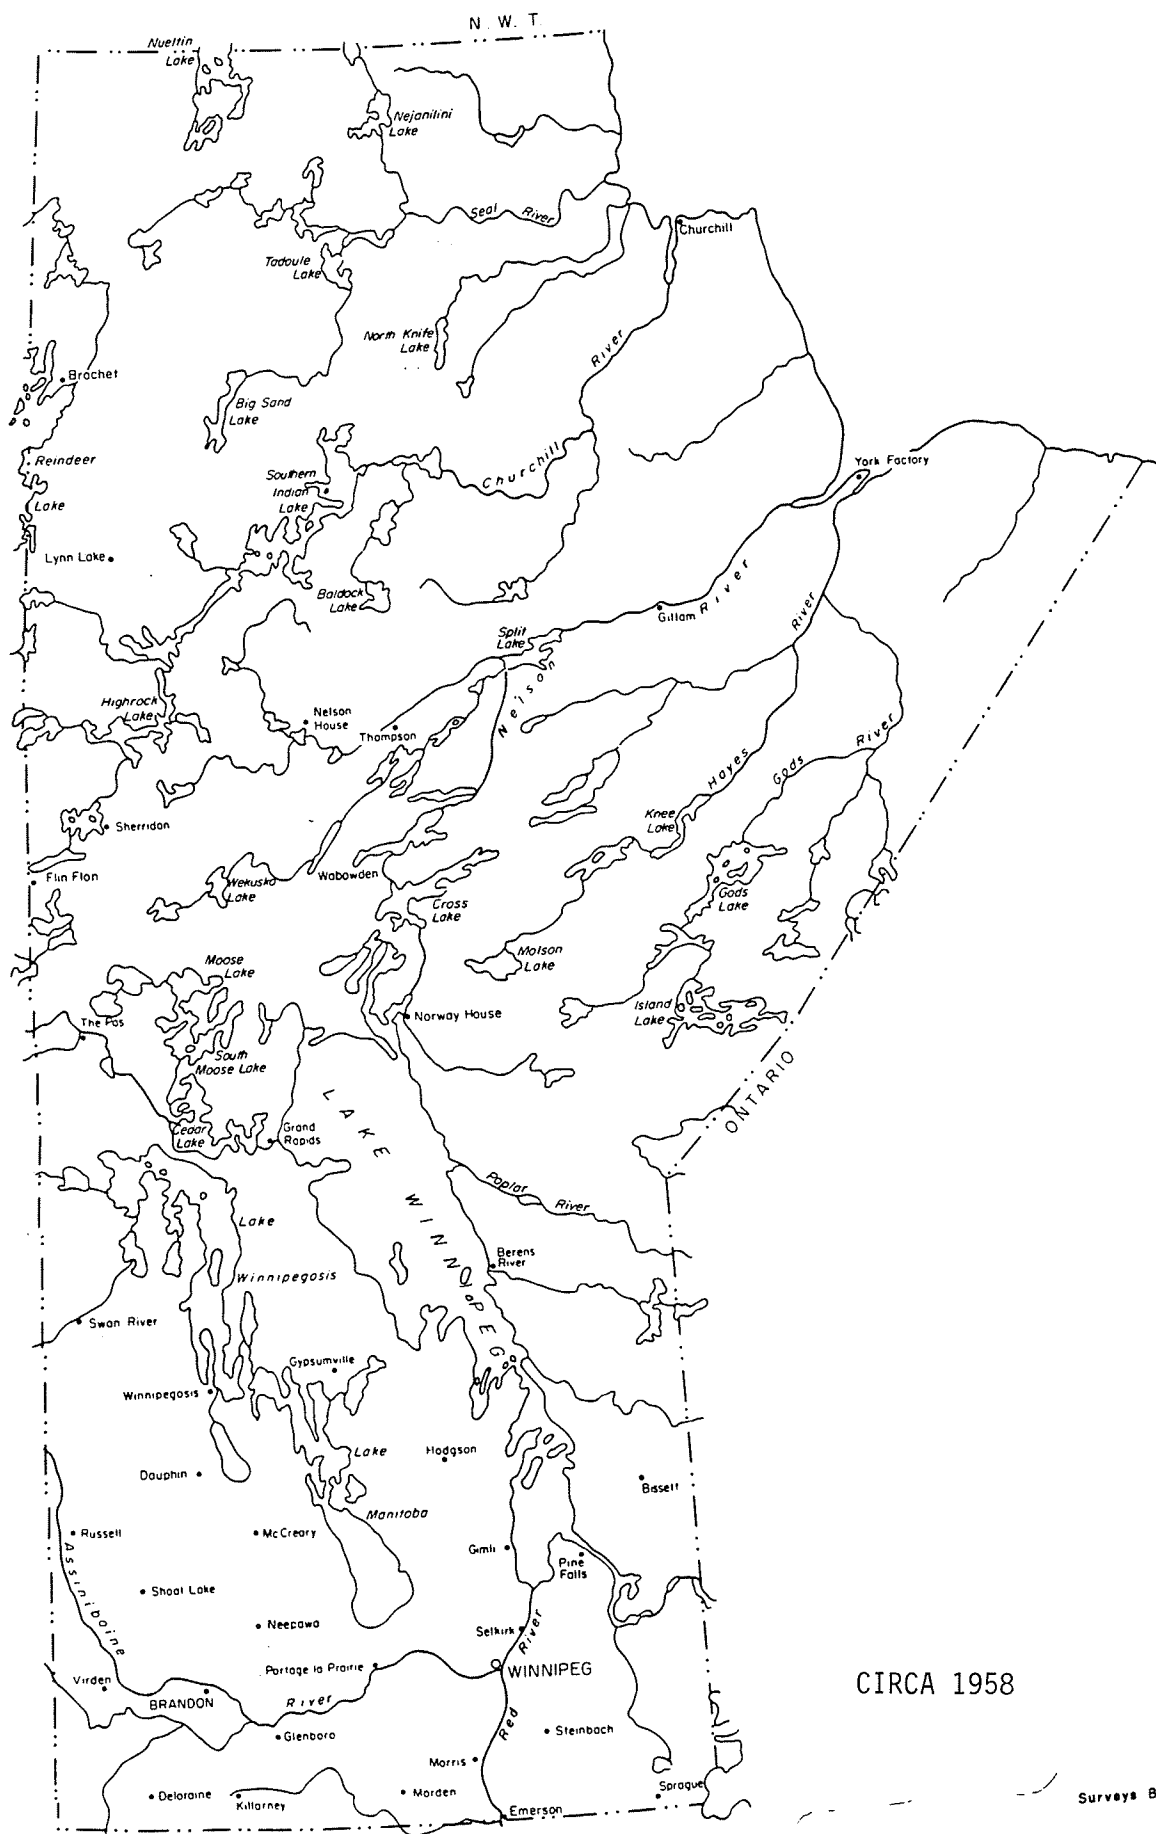 N. W. T.
Nueltin
Lake
Nejanilini
Lake
Seal River
Churchill
Tadoule
Lake
North Knife
Lake
River
Brochet
Big Sand
Lake
Churchill
Reindeer
Lake
Southern
Indian
Lake
York Factory
Lynn Lake
Baldock
Lake
Gillam
River
River
Split
Lake
Nelson
Highrock
Lake
Nelson
House
Thompson
Hayes
Gods River
Knee
Lake
Sherridon
Flin Flon
Wekusko
Lake
Wabowden
Cross
Lake
Gods
Lake
Molson
Lake
Moose
Lake
Island
Lake
Norway House
The Pas
South
Moose Lake
ONTARIO
Cedar
Lake
Grand
Rapids
LAKE WINNIPEG
Poplar River
Lake
Winnipegosis
Berens
River
Swan River
Gypsumville
Winnipegosis
Lake
Manitoba
Hodgson
Dauphin
Bissett
Russell
McCreary
Gimli
Pine
Falls
Assiniboine
Shoal Lake
Neepawa
Selkirk
River
Portage la Prairie
WINNIPEG
Virden
BRANDON
River
CIRCA 1958
Glenboro
Red
Steinbach
Morris
Deloraine
Killarney
Morden
Sprague
Emerson
Surveys B